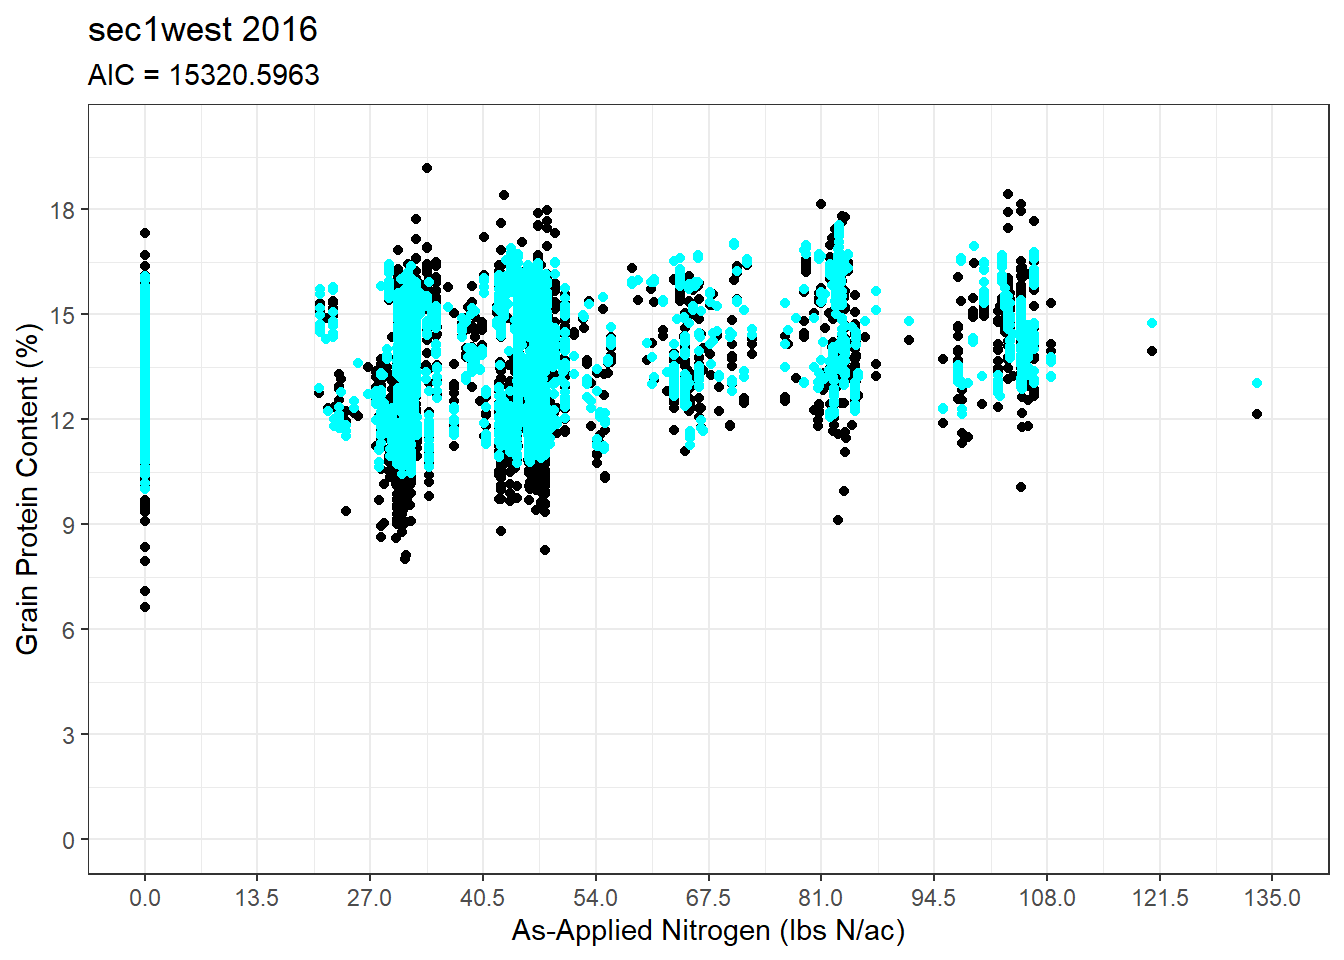 sec1west 2016
AIC = 15320.5963
Grain Protein Content (%)
18
15
12
9
6
3
0
0.0 13.5 27.0 40.5 54.0 67.5 81.0 94.5 108.0 121.5 135.0
As-Applied Nitrogen (lbs N/ac)